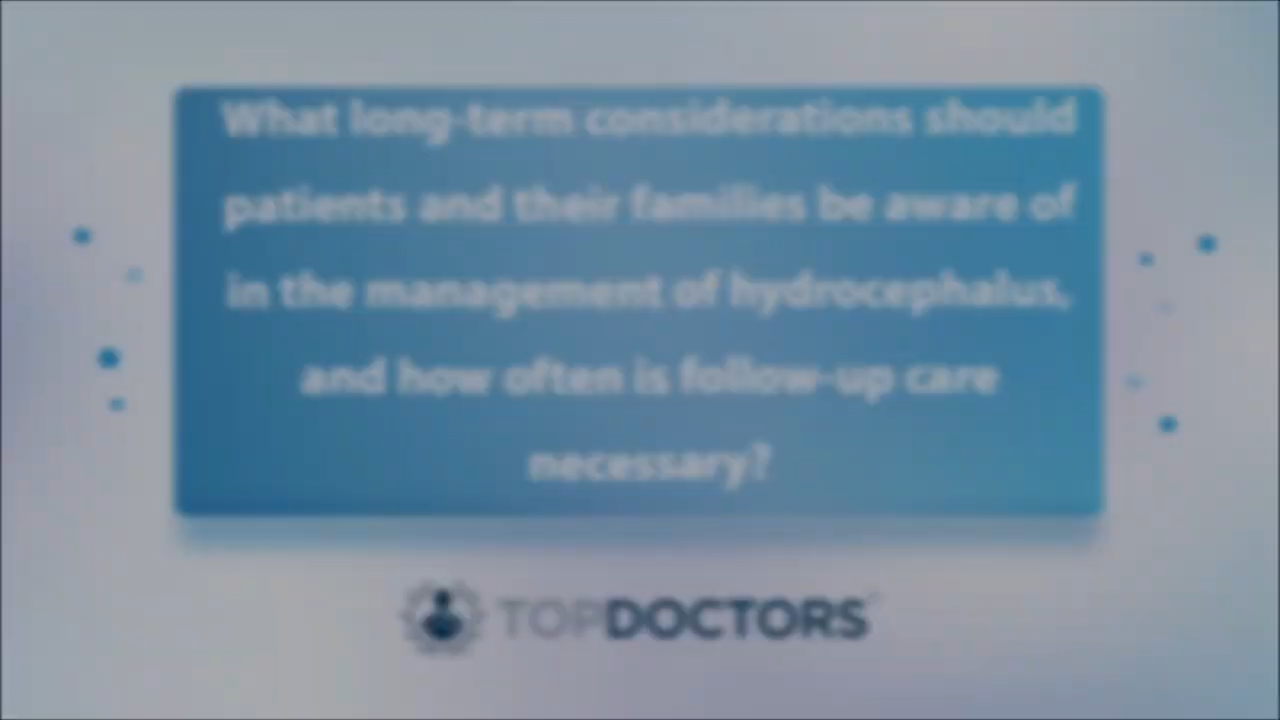 What long-term considerations should
patients and their families be aware of
in the management of hydrocephalus,
and how often is follow-up care
necessary?
TOPDOCTORS